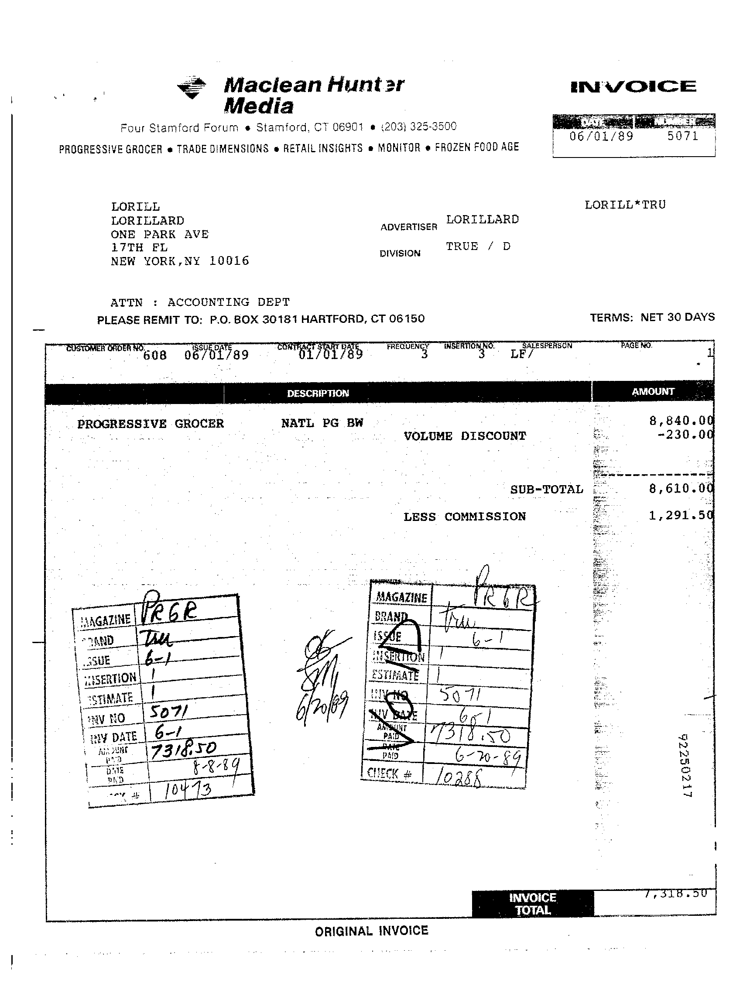 Maclean Hunter
Media
INVOICE
Four Stamford Forum • Stamford, CT 06901 • (203) 325-3500
PROGRESSIVE GROCER • TRADE DIMENSIONS • RETAIL INSIGHTS • MONITOR • FROZEN FOOD AGE
DATE NUMBER
06/01/89 5071
LORILL
LORILLARD
ONE PARK AVE
17TH FL
NEW YORK,NY 10016
ADVERTISER LORILLARD
DIVISION TRUE / D
LORILL*TRU
ATTN : ACCOUNTING DEPT
PLEASE REMIT TO: P.O. BOX 30181 HARTFORD, CT 06150
TERMS: NET 30 DAYS
CUSTOMER ORDER NO. ISSUE DATE CONTRACT START DATE FREQUENCY INSERTION NO. SALESPERSON PAGE NO.
608 06/01/89 01/01/89 3 3 LF/ 1
DESCRIPTION AMOUNT
PROGRESSIVE GROCER NATL PG BW 8,840.00
VOLUME DISCOUNT -230.00
SUB-TOTAL 8,610.00
LESS COMMISSION 1,291.50
MAGAZINE PRGR
BRAND Tru
ISSUE 6-1
INSERTION 1
ESTIMATE 1
INV NO 5071
INV DATE 6-1
AMOUNT PAID 7318.50
DATE PAID 8-8-89
# 10473
OK
6/20/89
MAGAZINE PRGR
BRAND Tru
ISSUE 6-1
INSERTION 1
ESTIMATE 1
INV NO 5071
INV DATE 6-1
AMOUNT PAID 7318.50
DATE PAID 6-20-89
CHECK # 10288
92250217
INVOICE
TOTAL
7,318.50
ORIGINAL INVOICE